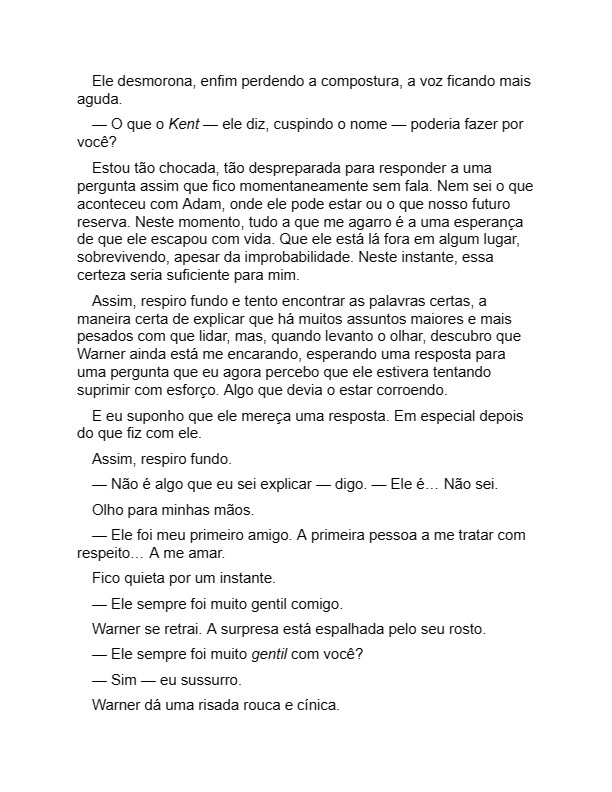 Ele desmorona, enfim perdendo a compostura, a voz ficando mais
aguda.
— O que o Kent — ele diz, cuspindo o nome — poderia fazer por
você?
Estou tão chocada, tão despreparada para responder a uma
pergunta assim que fico momentaneamente sem fala. Nem sei o que
aconteceu com Adam, onde ele pode estar ou o que nosso futuro
reserva. Neste momento, tudo a que me agarro é a uma esperança
de que ele escapou com vida. Que ele está lá fora em algum lugar,
sobrevivendo, apesar da improbabilidade. Neste instante, essa
certeza seria suficiente para mim.
Assim, respiro fundo e tento encontrar as palavras certas, a
maneira certa de explicar que há muitos assuntos maiores e mais
pesados com que lidar, mas, quando levanto o olhar, descubro que
Warner ainda está me encarando, esperando uma resposta para
uma pergunta que eu agora percebo que ele estivera tentando
suprimir com esforço. Algo que devia o estar corroendo.
E eu suponho que ele mereça uma resposta. Em especial depois
do que fiz com ele.
Assim, respiro fundo.
— Não é algo que eu sei explicar — digo. — Ele é… Não sei.
Olho para minhas mãos.
— Ele foi meu primeiro amigo. A primeira pessoa a me tratar com
respeito… A me amar.
Fico quieta por um instante.
— Ele sempre foi muito gentil comigo.
Warner se retrai. A surpresa está espalhada pelo seu rosto.
— Ele sempre foi muito gentil com você?
— Sim — eu sussurro.
Warner dá uma risada rouca e cínica.